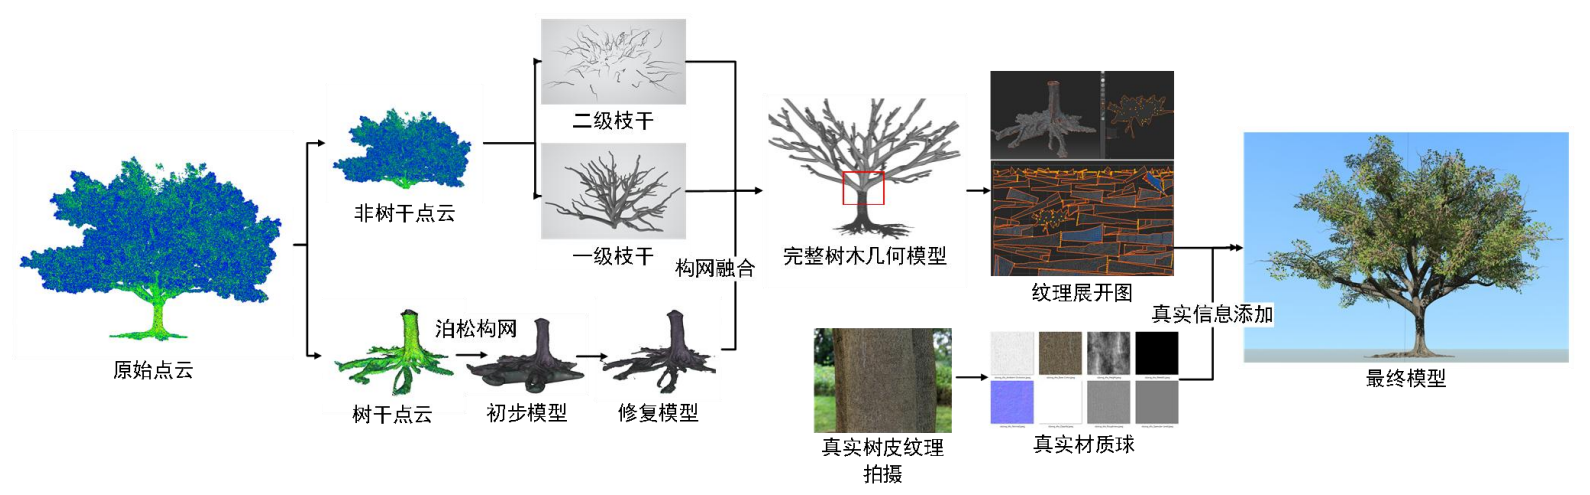 二级枝干
非树干点云
一级枝干
构网融合
完整树木几何模型
纹理展开图
泊松构网
真实信息添加
原始点云
最终模型
树干点云
初步模型
修复模型
真实树皮纹理
拍摄
真实材质球